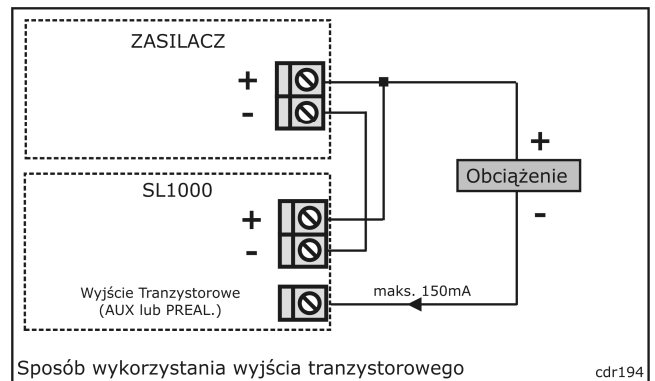 ZASILACZ
+
-
+
Obciążenie
-
SL1000
+
-
Wyjście Tranzystorowe
(AUX lub PREAL.)
maks. 150mA
Sposób wykorzystania wyjścia tranzystorowego
cdr194